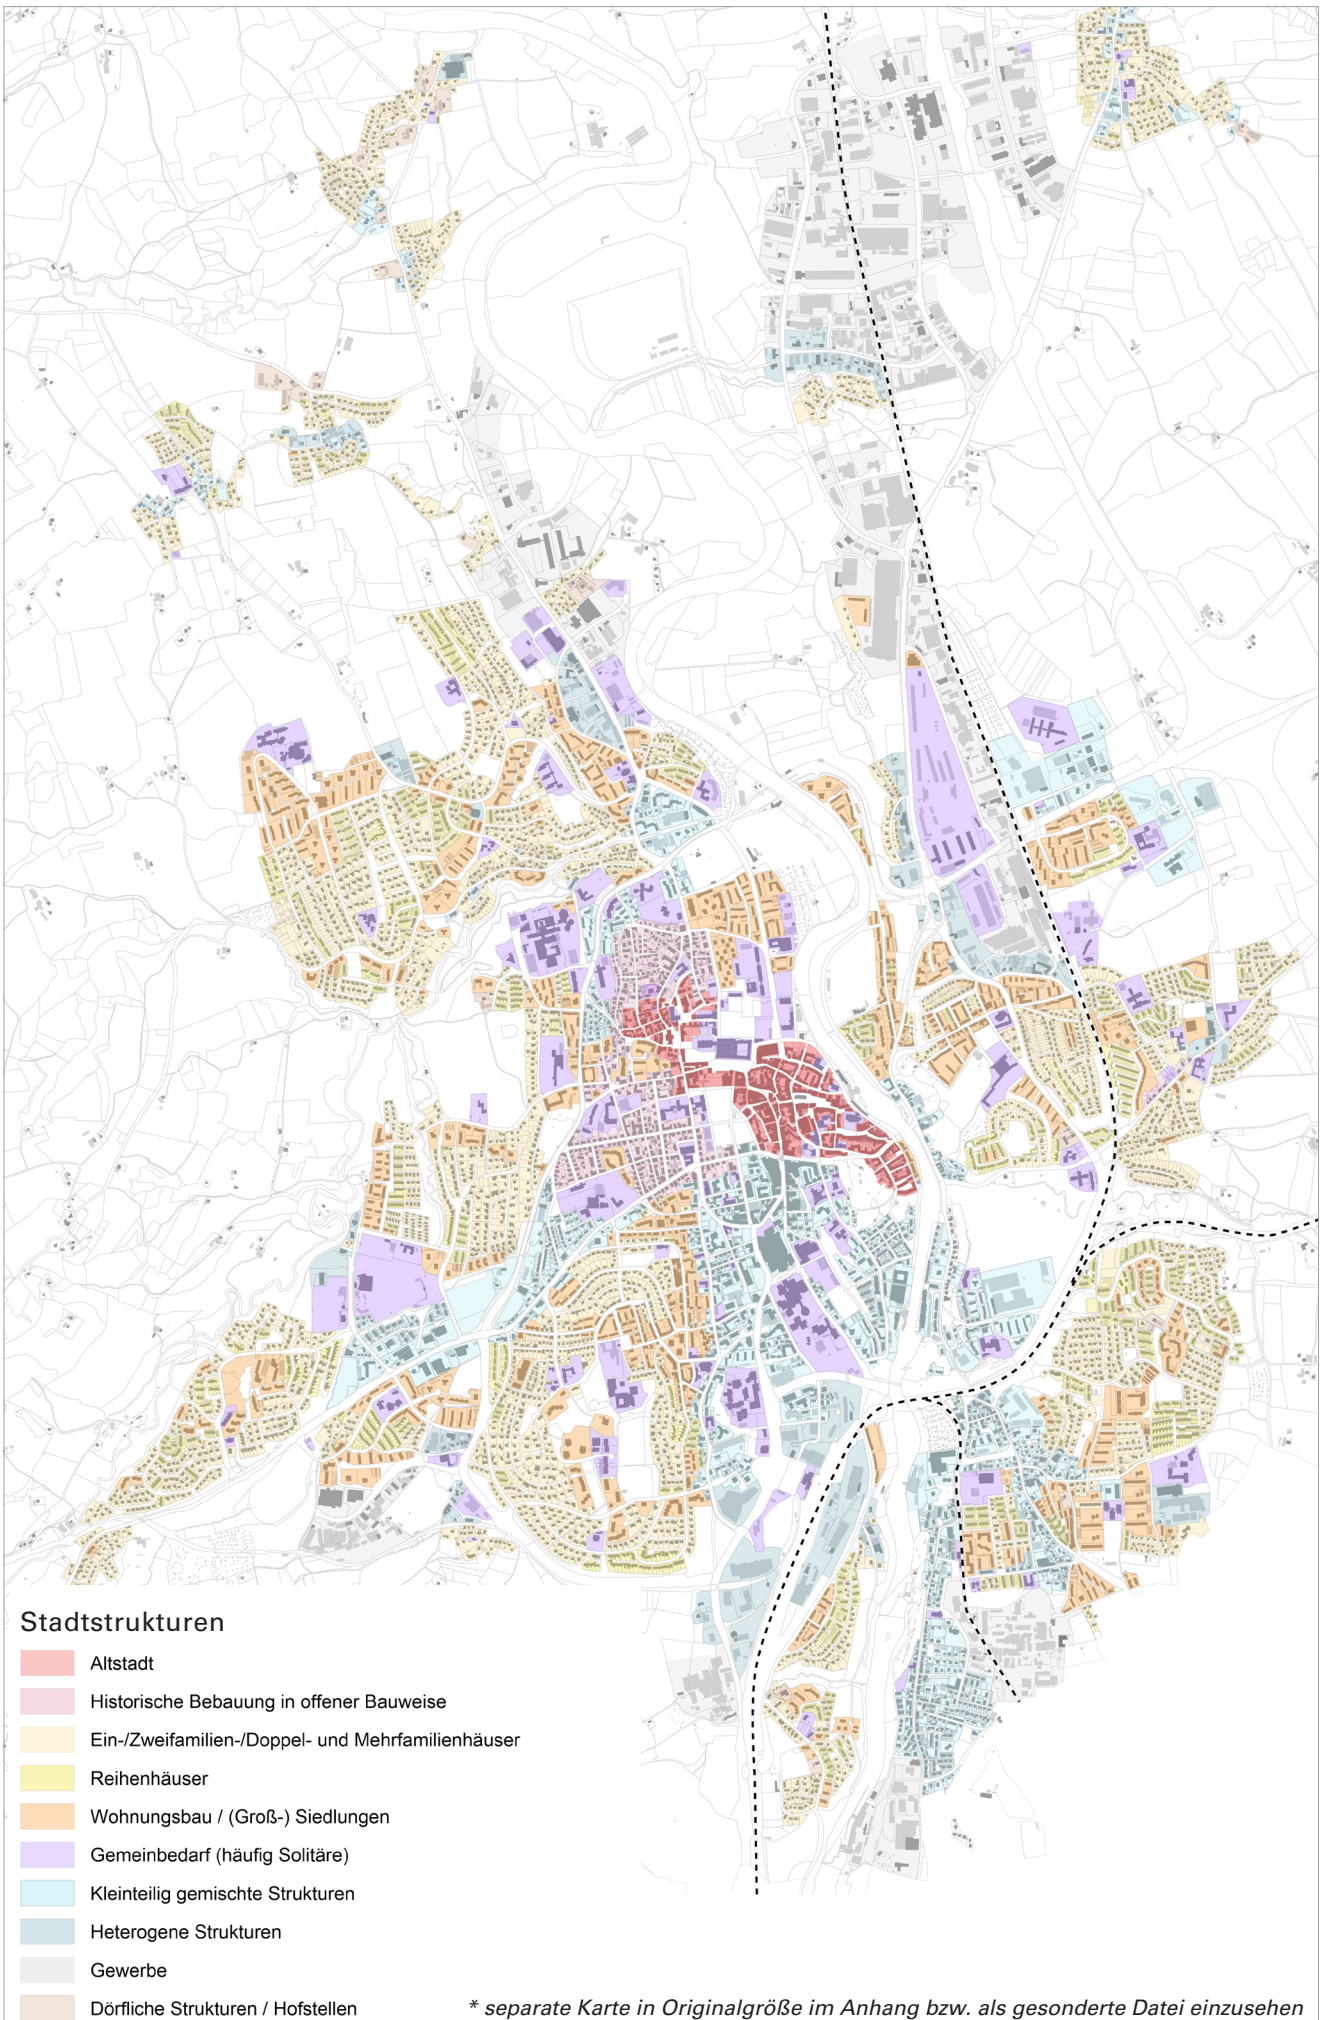 Stadtstrukturen
Altstadt
Historische Bebauung in offener Bauweise
Ein-/Zweifamilien-/Doppel- und Mehrfamilienhäuser
Reihenhäuser
Wohnungsbau / (Groß-) Siedlungen
Gemeinbedarf (häufig Solitäre)
Kleinteilig gemischte Strukturen
Heterogene Strukturen
Gewerbe
Dörfliche Strukturen / Hofstellen
* separate Karte in Originalgröße im Anhang bzw. als gesonderte Datei einzusehen